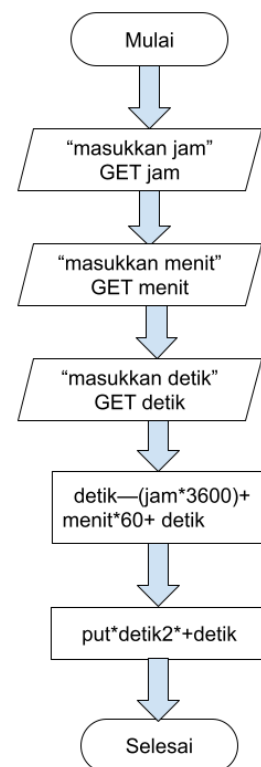 Mulai
“masukkan jam”
GET jam
“masukkan menit”
GET menit
“masukkan detik”
GET detik
detik—(jam*3600)+
menit*60+ detik
put*detik2*+detik
Selesai